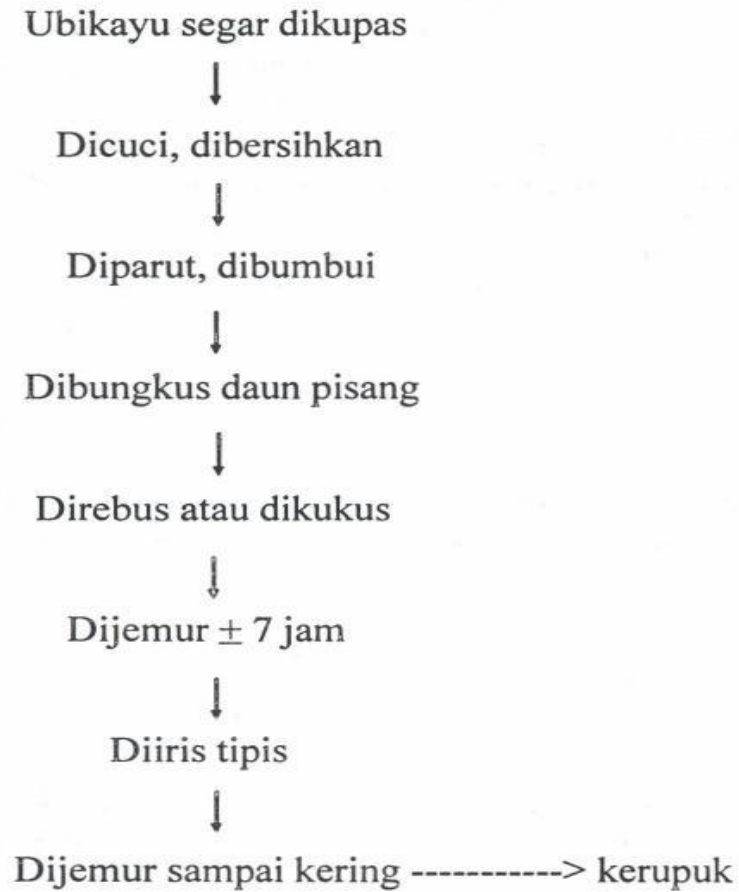 Ubikayu segar dikupas
Dicuci, dibersihkan
Diparut, dibumbui
Dibungkus daun pisang
Direbus atau dikukus
Dijemur ± 7 jam
Diiris tipis
Dijemur sampai kering -----------> kerupuk